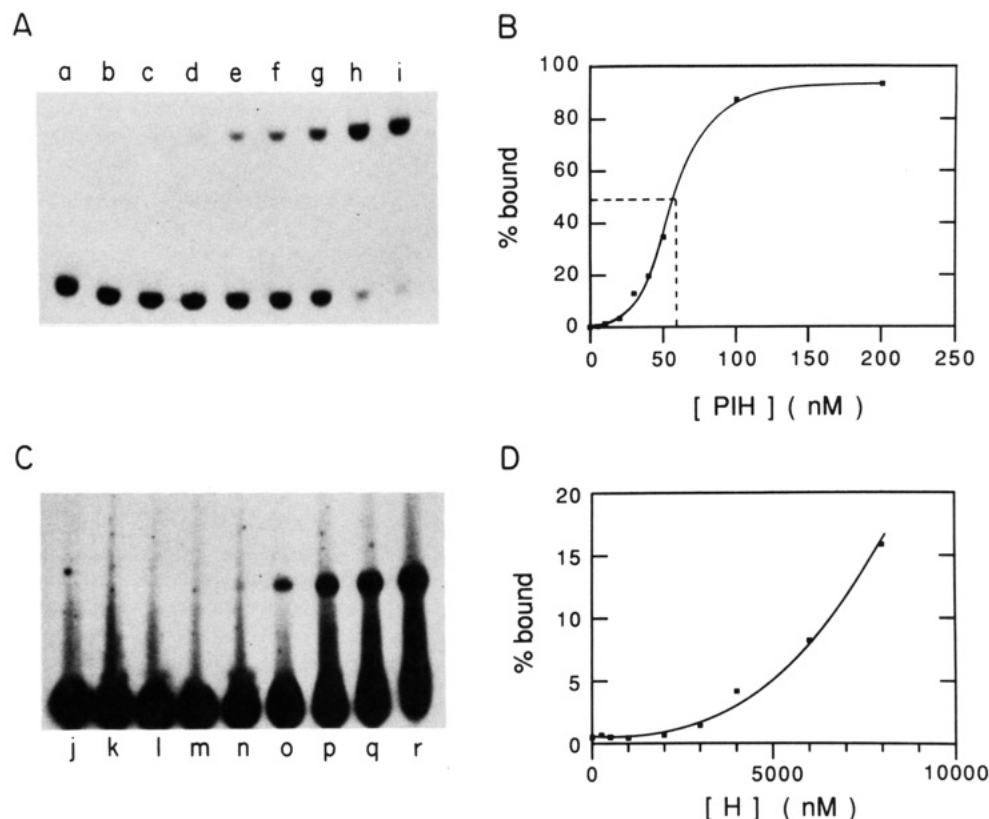 A
a b c d e f g h i
B
100
80
60
40
20
0
% bound
0 50 100 150 200 250
[ PIH ] ( nM )
C
j k l m n o p q r
D
20
15
10
5
0
% bound
0 5000 10000
[ H ] ( nM )